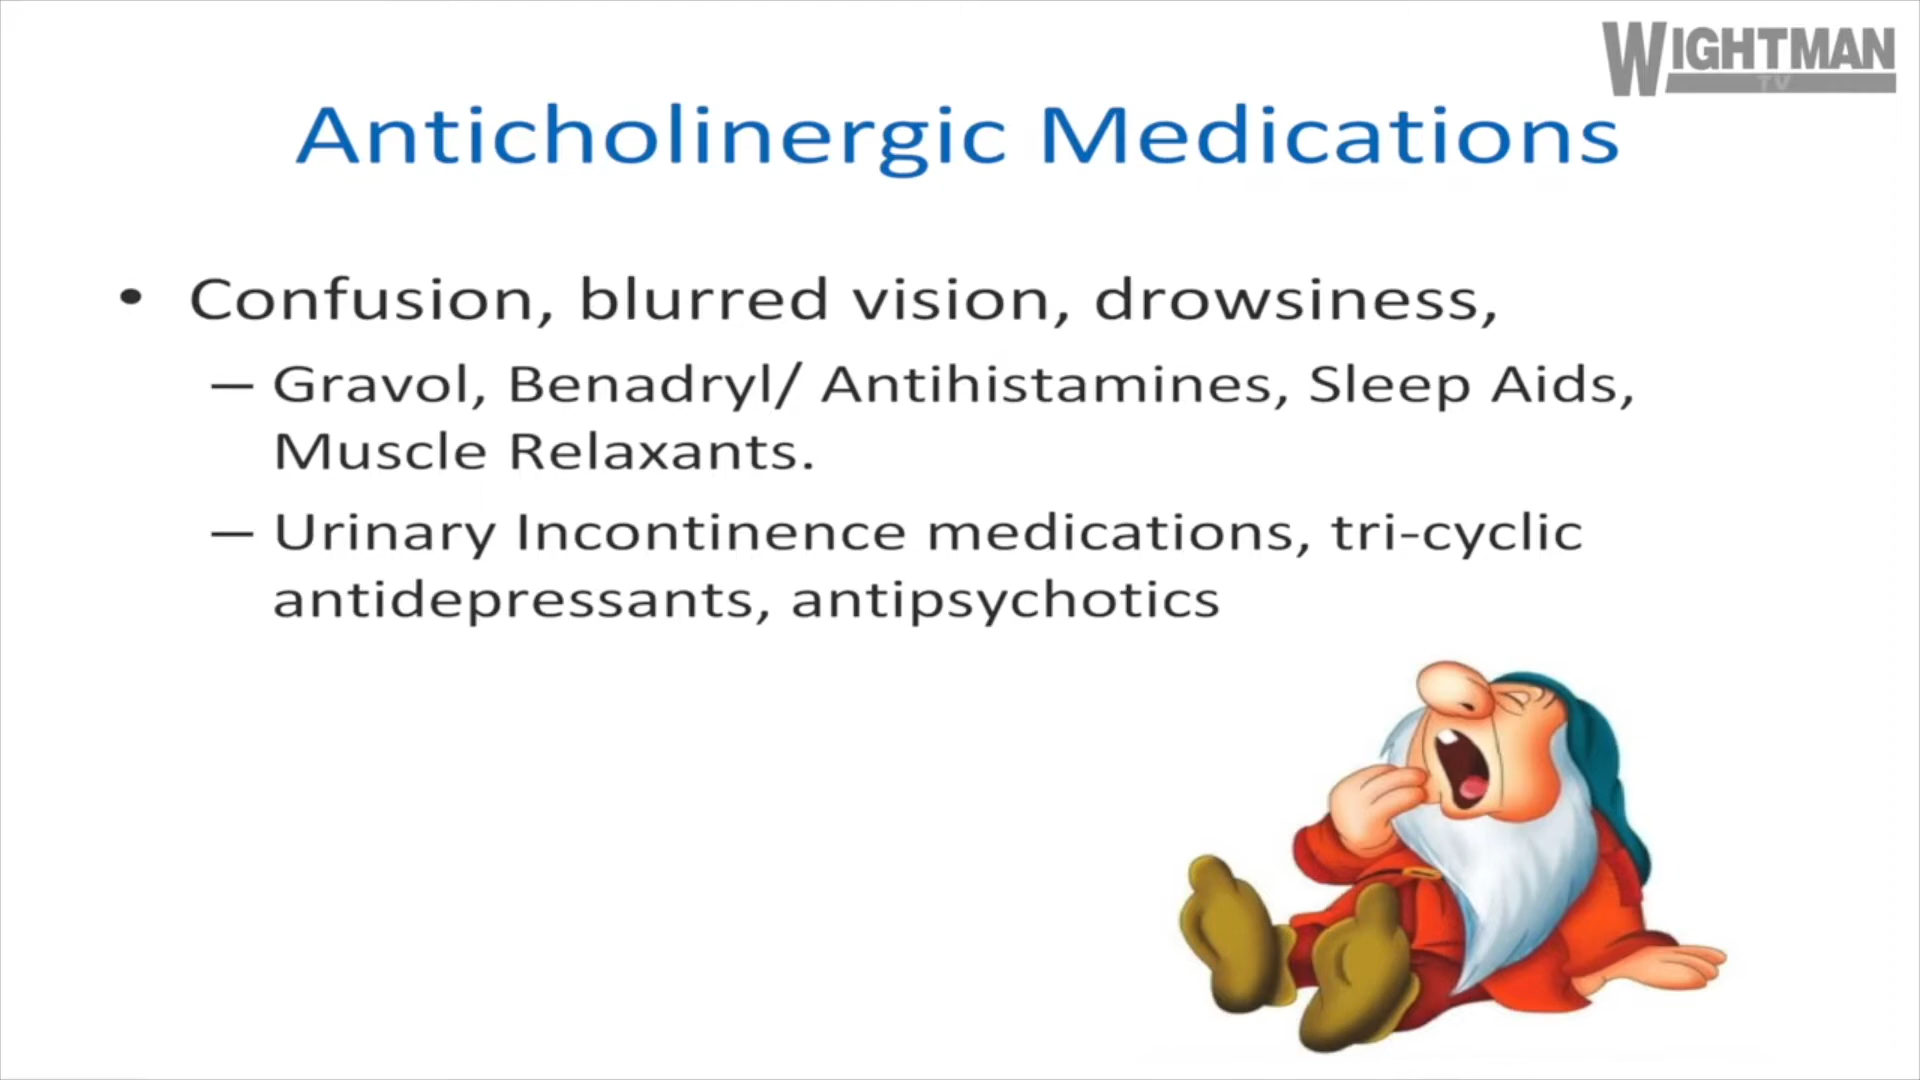 WIGHTMAN
TV
Anticholinergic Medications
• Confusion, blurred vision, drowsiness,
– Gravol, Benadryl/ Antihistamines, Sleep Aids,
Muscle Relaxants.
– Urinary Incontinence medications, tri-cyclic
antidepressants, antipsychotics